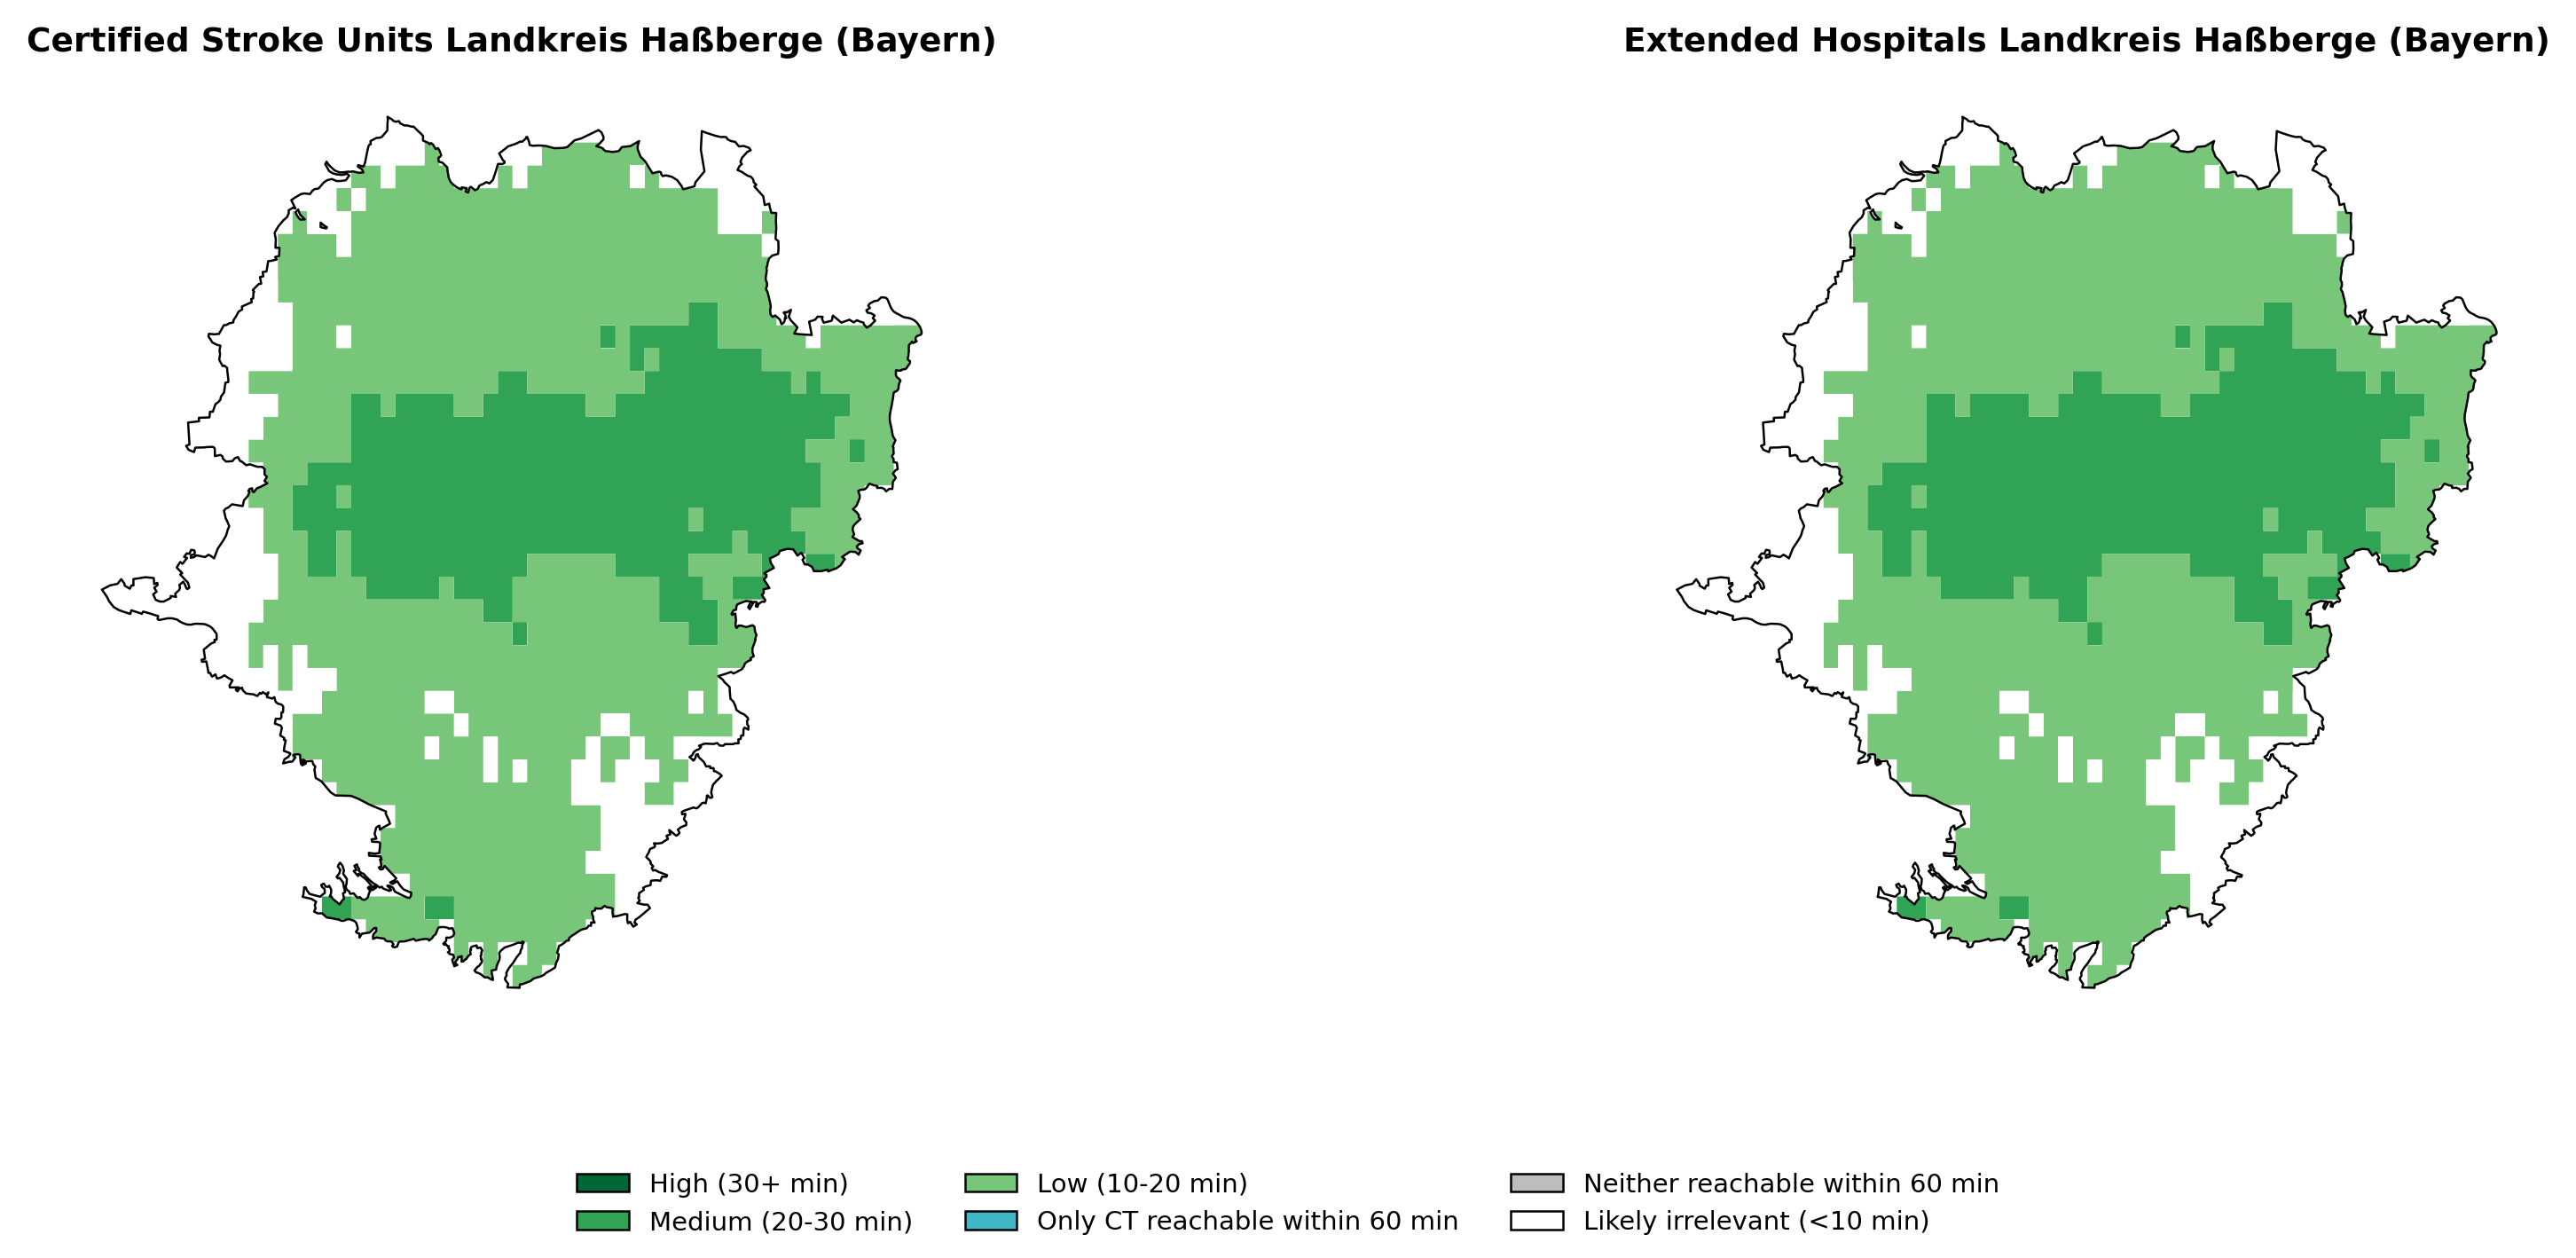 Certified Stroke Units Landkreis Haßberge (Bayern)
Extended Hospitals Landkreis Haßberge (Bayern)
High (30+ min)
Medium (20-30 min)
Low (10-20 min)
Only CT reachable within 60 min
Neither reachable within 60 min
Likely irrelevant (<10 min)